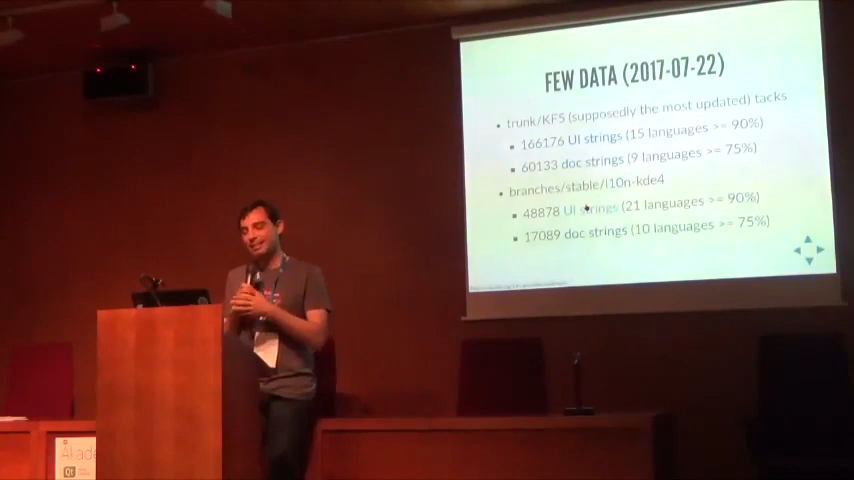 FEW DATA (2017-07-22)
trunk/KF5 (supposedly the most updated) tacks
166176 UI strings (15 languages >= 90%)
60133 doc strings (9 languages >= 75%)
branches/stable/l10n-kde4
48878 UI strings (21 languages >= 90%)
17089 doc strings (10 languages >= 75%)
Akade
Qt